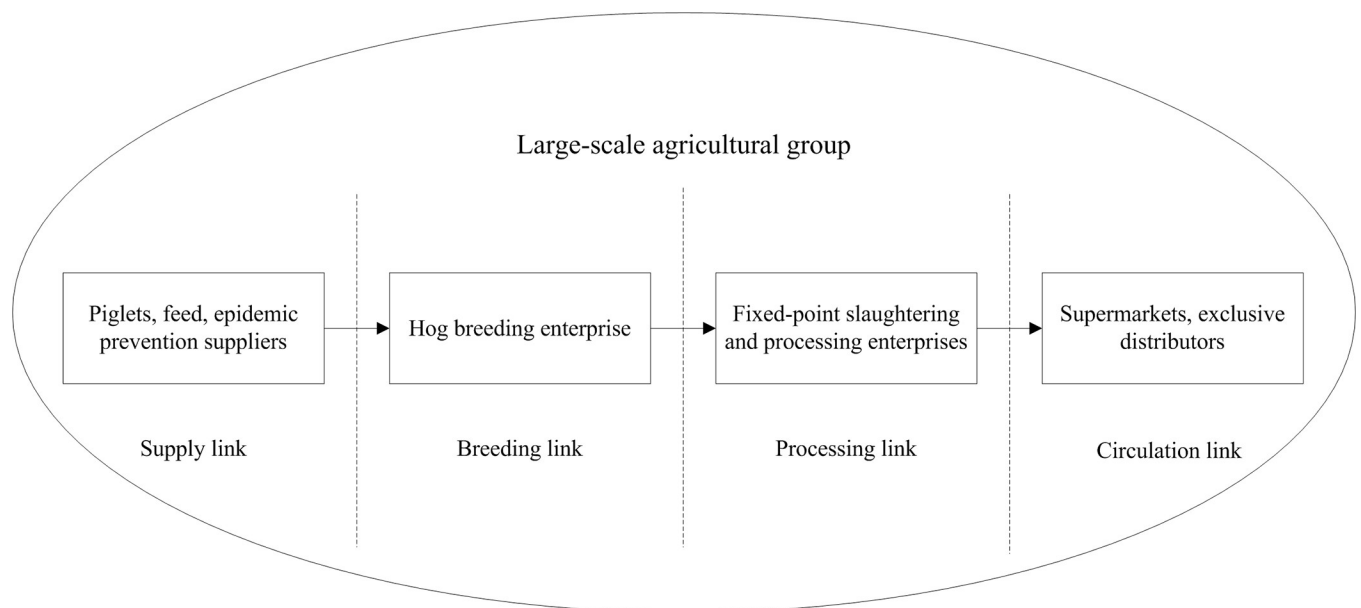 Large-scale agricultural group
Piglets, feed, epidemic
prevention suppliers
Hog breeding enterprise
Fixed-point slaughtering
and processing enterprises
Supermarkets, exclusive
distributors
Supply link
Breeding link
Processing link
Circulation link